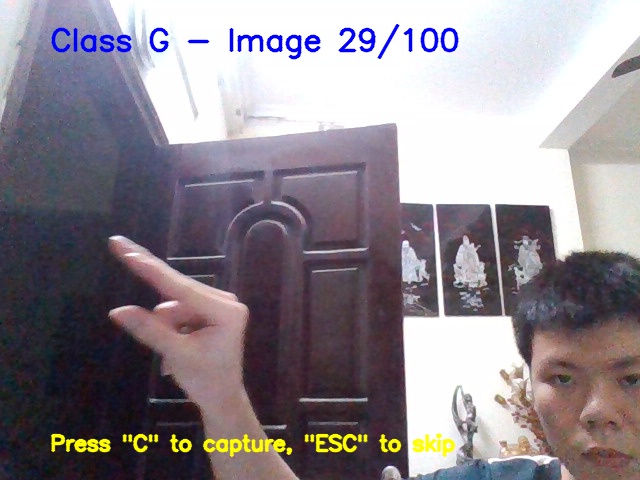 Class G - Image 29/100
Press "C" to capture, "ESC" to skip